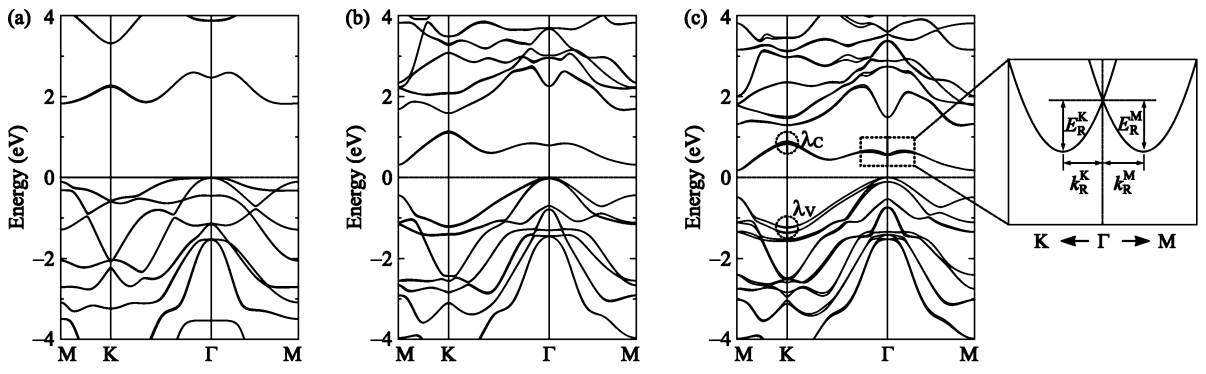 (a)
Energy (eV)
4
2
0
−2
−4
M K Γ M
(b)
Energy (eV)
4
2
0
−2
−4
M K Γ M
(c)
Energy (eV)
4
2
0
−2
−4
M K Γ M
λC
λV
E_R^K E_R^M
k_R^K k_R^M
K ← Γ → M